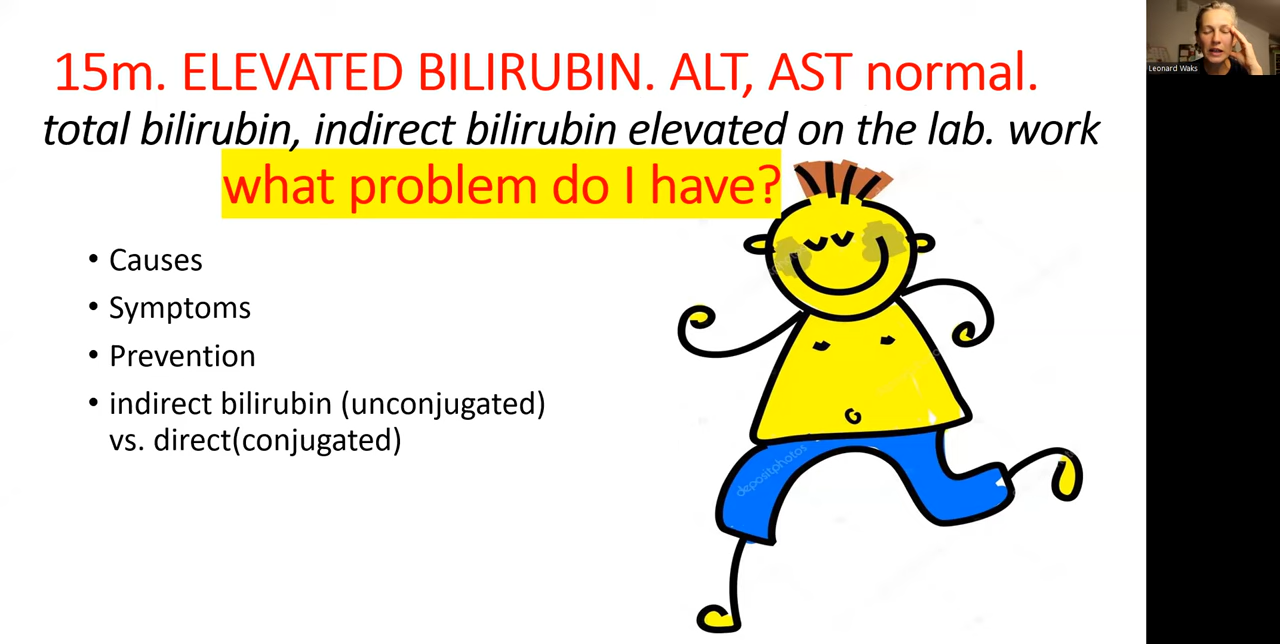 15m. ELEVATED BILIRUBIN. ALT, AST normal.
total bilirubin, indirect bilirubin elevated on the lab. work
what problem do I have?
• Causes
• Symptoms
• Prevention
• indirect bilirubin (unconjugated)
vs. direct(conjugated)
depositphotos
Leonard Waks